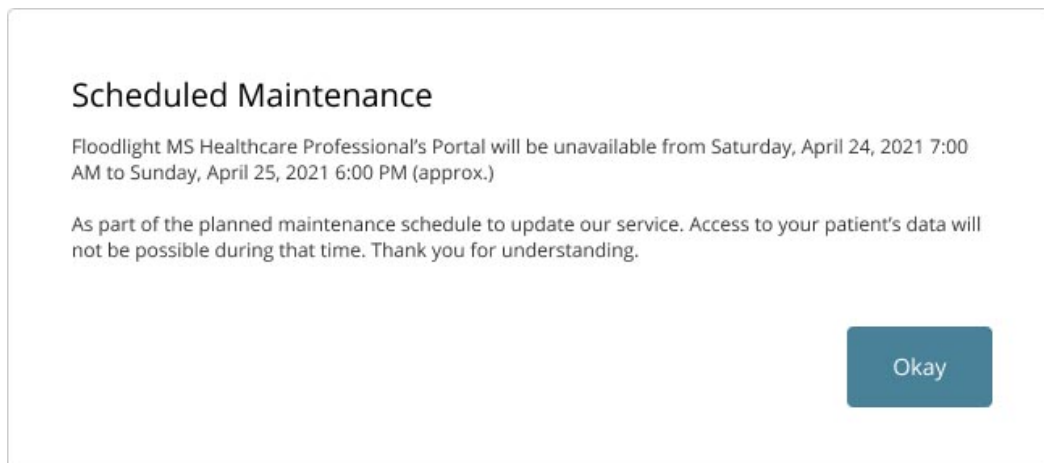 Scheduled Maintenance
Floodlight MS Healthcare Professional’s Portal will be unavailable from Saturday, April 24, 2021 7:00
AM to Sunday, April 25, 2021 6:00 PM (approx.)
As part of the planned maintenance schedule to update our service. Access to your patient’s data will
not be possible during that time. Thank you for understanding.
Okay